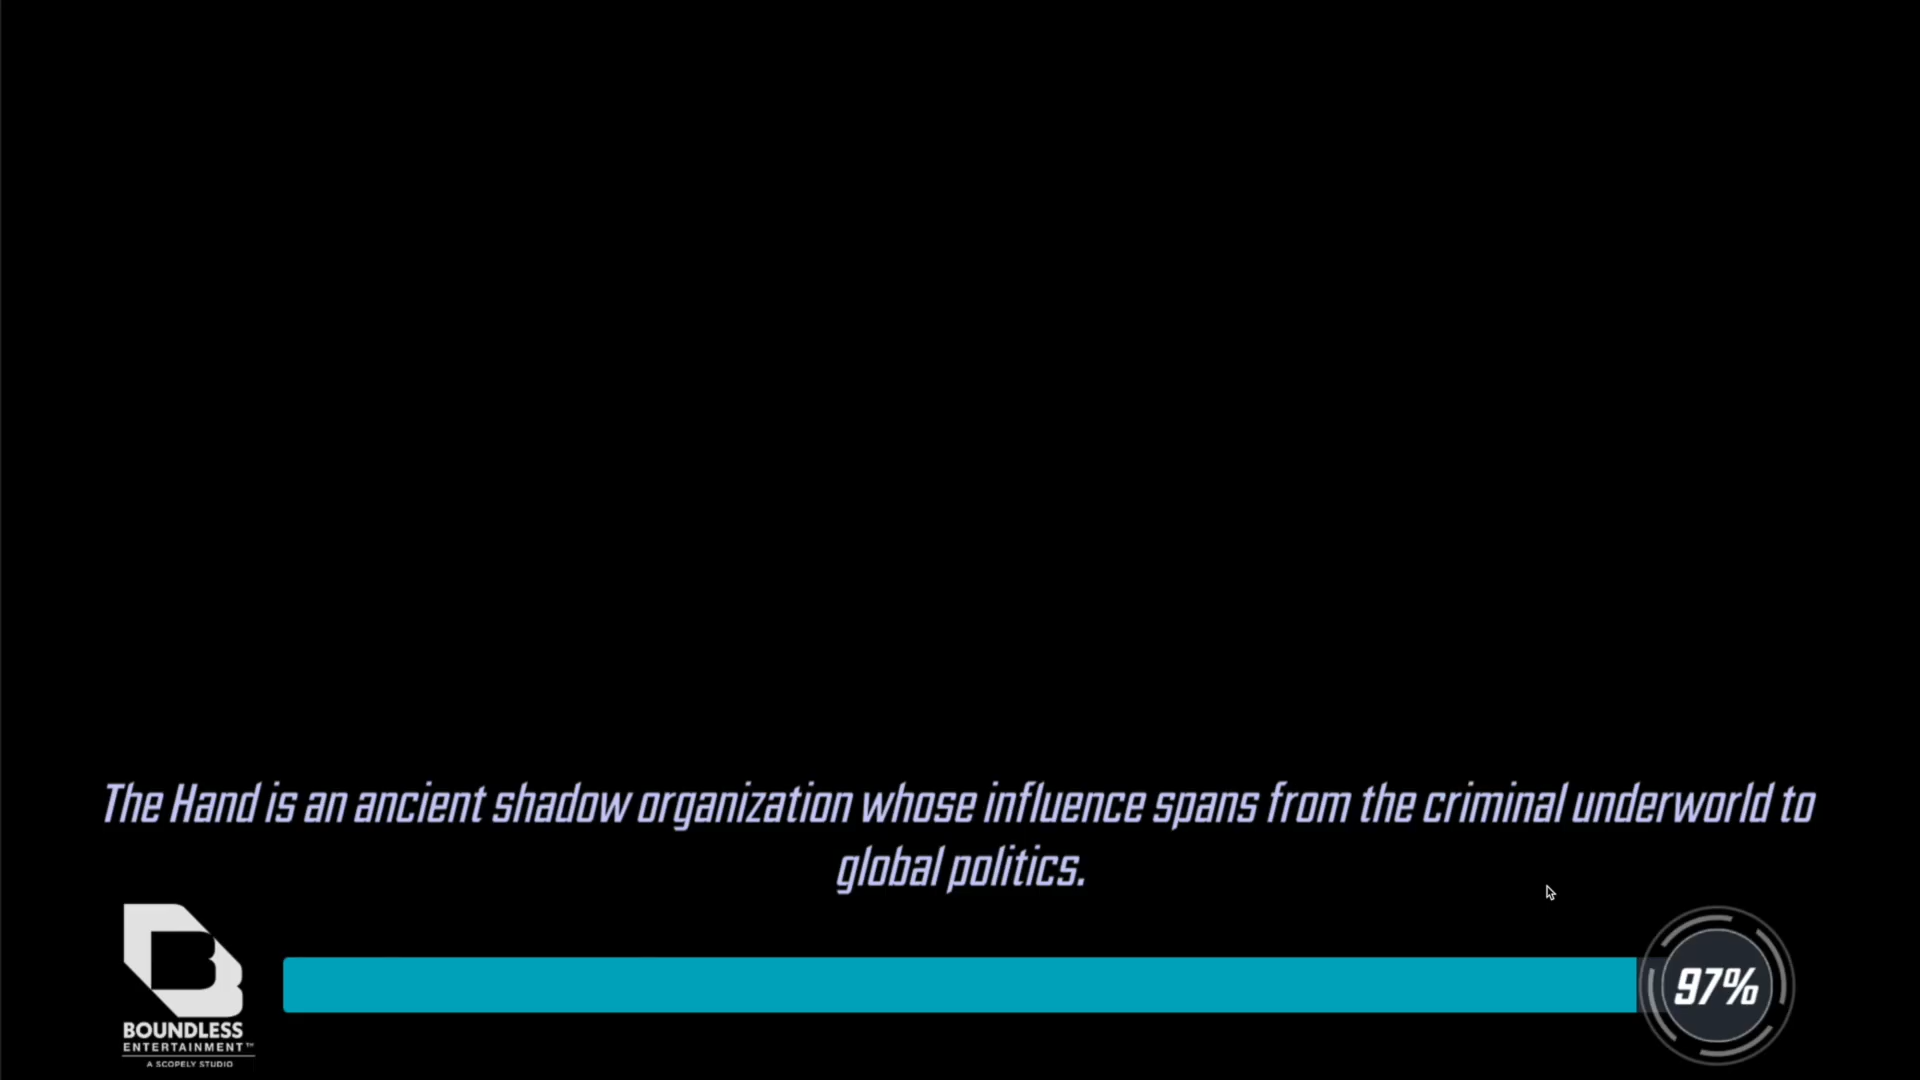 The Hand is an ancient shadow organization whose influence spans from the criminal underworld to
global politics.
97%
BOUNDLESS
ENTERTAINMENT™
A SCOPELY STUDIO